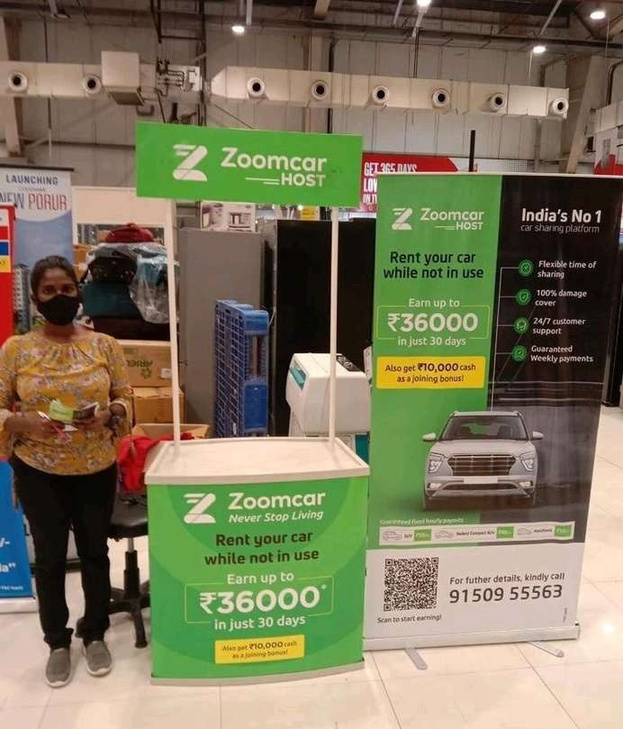 LAUNCHING
NEW PORUR
Zoomcar
HOST
GET 365 DAYS
Zoomcar
HOST
Rent your car
while not in use
Earn up to
₹36000
in just 30 days
Also get ₹10,000 cash
as a joining bonus!
India's No 1
car sharing platform
Flexible time of
sharing
100% damage
cover
24/7 customer
support
Guaranteed
Weekly payments
Guaranteed fixed hourly payments
SUV
Scan to start earning!
For futher details, kindly call
91509 55563
Zoomcar
Never Stop Living
Rent your car
while not in use
Earn up to
₹36000*
in just 30 days
Also get ₹10,000 cash
as a joining bonus!